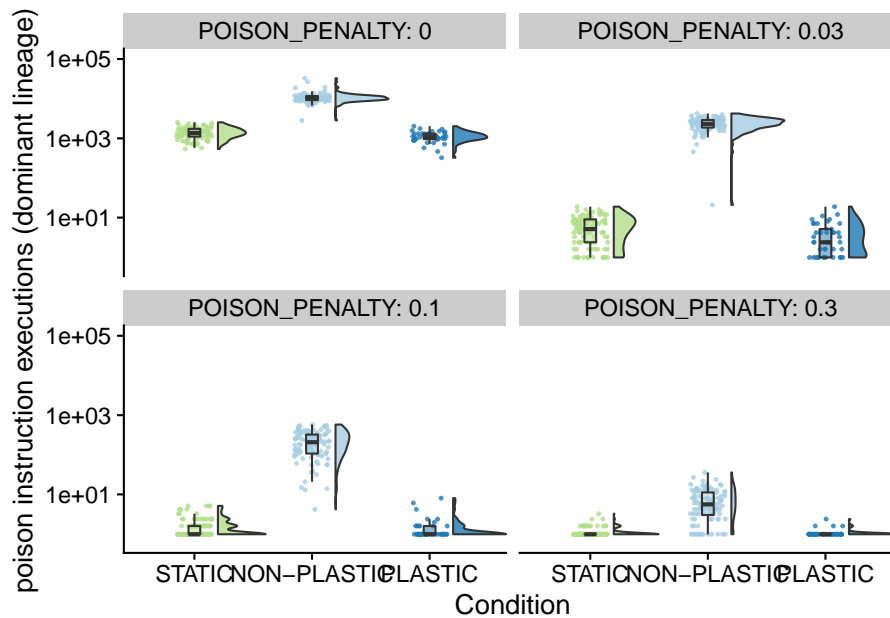 POISON_PENALTY: 0
POISON_PENALTY: 0.03
1e+05
1e+03
1e+01
POISON_PENALTY: 0.1
POISON_PENALTY: 0.3
1e+05
1e+03
1e+01
poison instruction executions (dominant lineage)
STATIC NON−PLASTIC PLASTIC
STATIC NON−PLASTIC PLASTIC
Condition